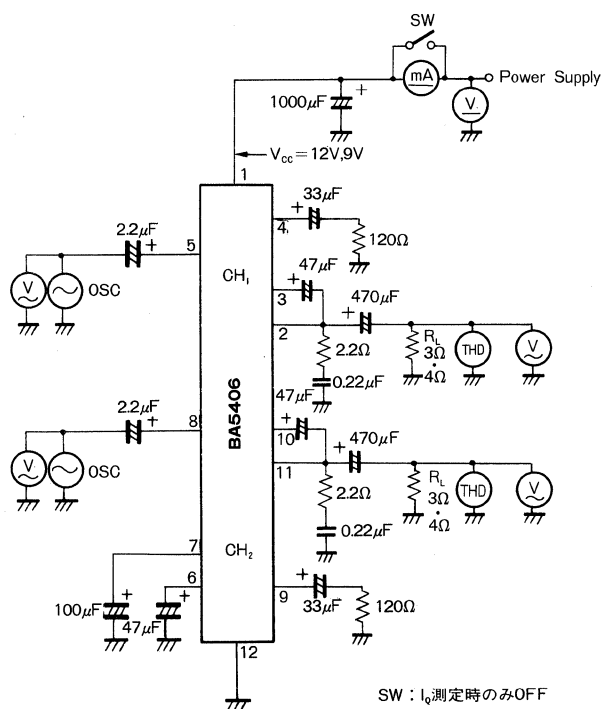 SW
mA
Power Supply
V
1000μF
+
Vcc=12V,9V
1
33μF
+
4
120Ω
2.2μF
+
5
V
OSC
CH₁
47μF
+
3
470μF
+
2
2.2Ω
0.22μF
RL
3Ω
・
4Ω
THD
V
BA5406
47μF
+
10
2.2μF
+
8
V
OSC
470μF
+
11
2.2Ω
0.22μF
RL
3Ω
・
4Ω
THD
V
7
CH₂
6
100μF
+
47μF
+
9
+
33μF
120Ω
12
SW：IQ測定時のみOFF